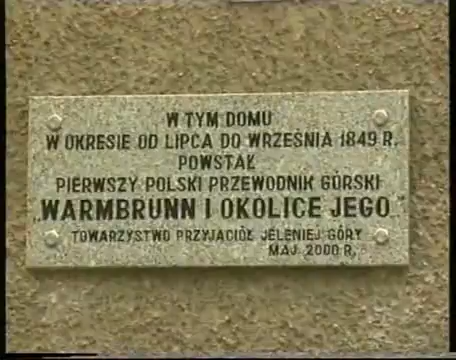 W TYM DOMU
W OKRESIE OD LIPCA DO WRZEŚNIA 1849 R.
POWSTAŁ
PIERWSZY POLSKI PRZEWODNIK GÓRSKI
„WARMBRUNN I OKOLICE JEGO”
TOWARZYSTWO PRZYJACIÓŁ JELENIEJ GÓRY
MAJ 2000 R.